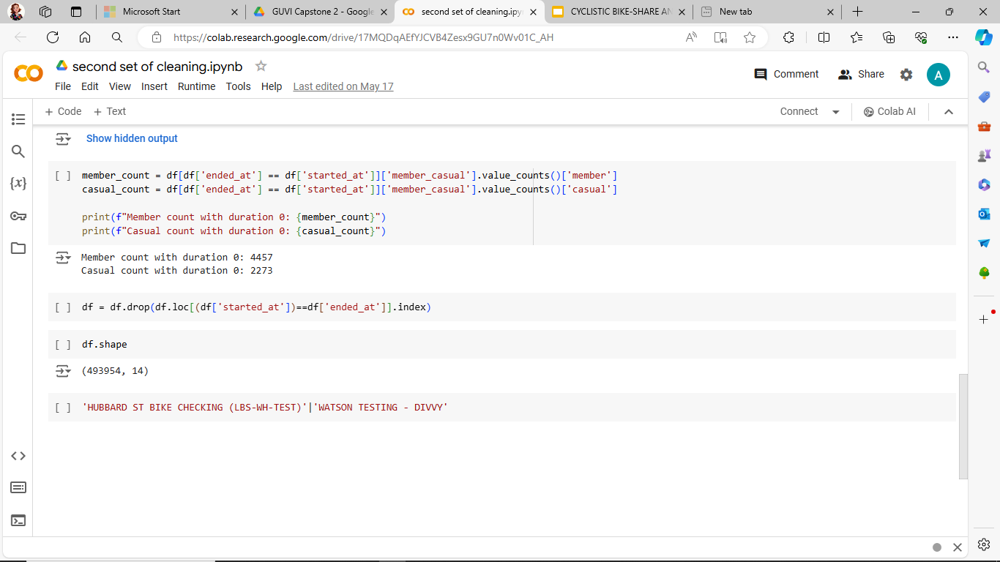 Microsoft Start
GUVI Capstone 2 - Google
second set of cleaning.ipy
CYCLISTIC BIKE-SHARE AN
New tab
https://colab.research.google.com/drive/17MQDqAEfYJCVB4Zesx9GU7n0Wv01C_AH
second set of cleaning.ipynb
Comment
Share
A
File Edit View Insert Runtime Tools Help Last edited on May 17
+ Code + Text
Connect
Colab AI
Show hidden output
[ ] member_count = df[df['ended_at'] == df['started_at']]['member_casual'].value_counts()['member']
casual_count = df[df['ended_at'] == df['started_at']]['member_casual'].value_counts()['casual']
print(f"Member count with duration 0: {member_count}")
print(f"Casual count with duration 0: {casual_count}")
Member count with duration 0: 4457
Casual count with duration 0: 2273
[ ] df = df.drop(df.loc[(df['started_at'])==df['ended_at']].index)
[ ] df.shape
(493954, 14)
[ ] 'HUBBARD ST BIKE CHECKING (LBS-WH-TEST)'|'WATSON TESTING - DIVVY'